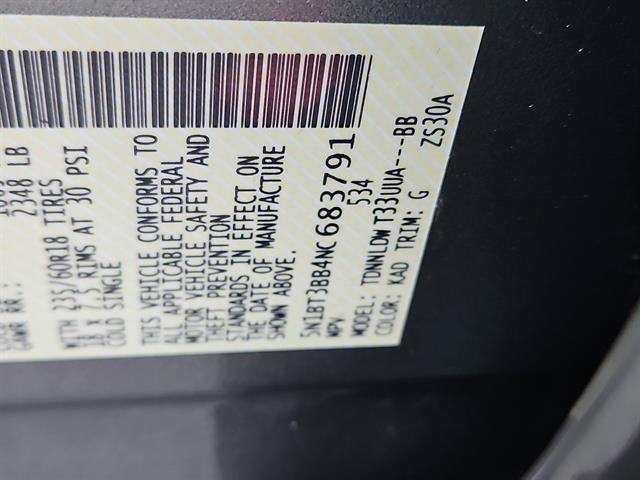 GAWR RR:
2348 LB
WITH 235/60R18 TIRES
18 x 7.5 RIMS AT 30 PSI
COLD SINGLE
THIS VEHICLE CONFORMS TO
ALL APPLICABLE FEDERAL
MOTOR VEHICLE SAFETY AND
THEFT PREVENTION
STANDARDS IN EFFECT ON
THE DATE OF MANUFACTURE
SHOWN ABOVE.
5N1BT3BB4NC683791
MPV 534
MODEL: TDNNLDW T33UUA---BB
COLOR: KAD TRIM: G ZS30A